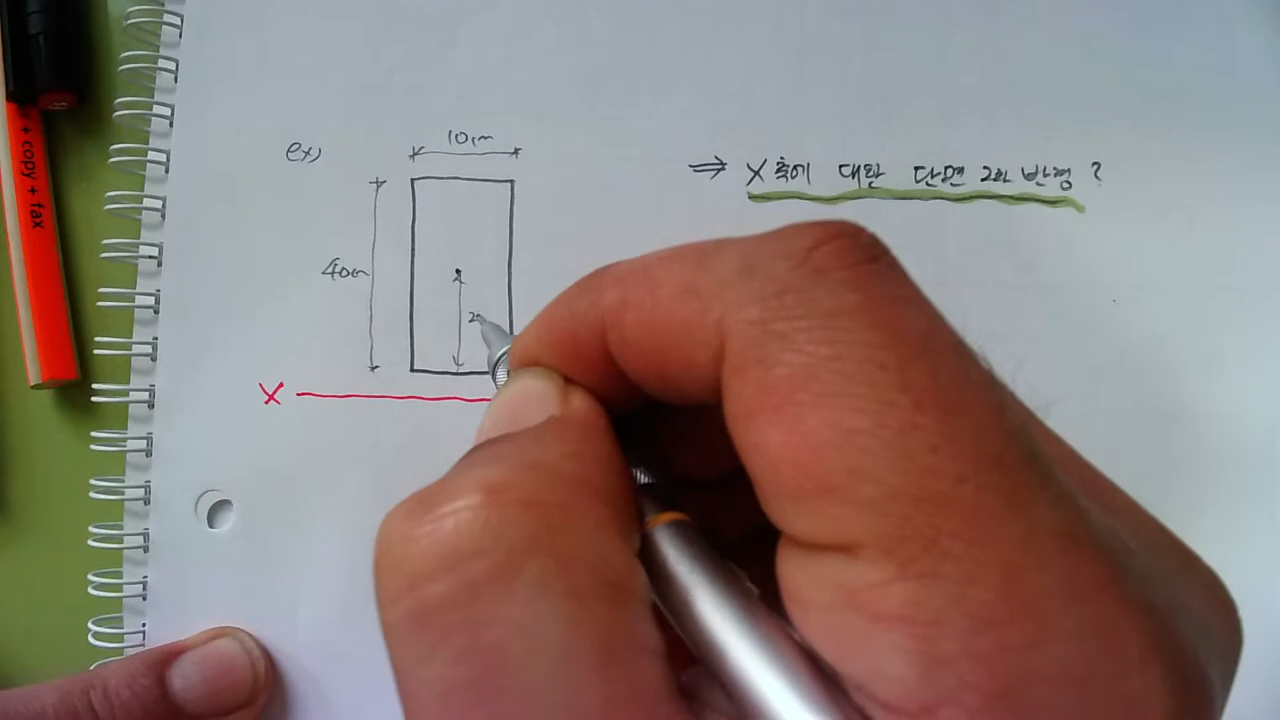 ex)
10cm
⇒ X축에 대한 단면 2차 반경 ?
40cm
X
+ copy + fax